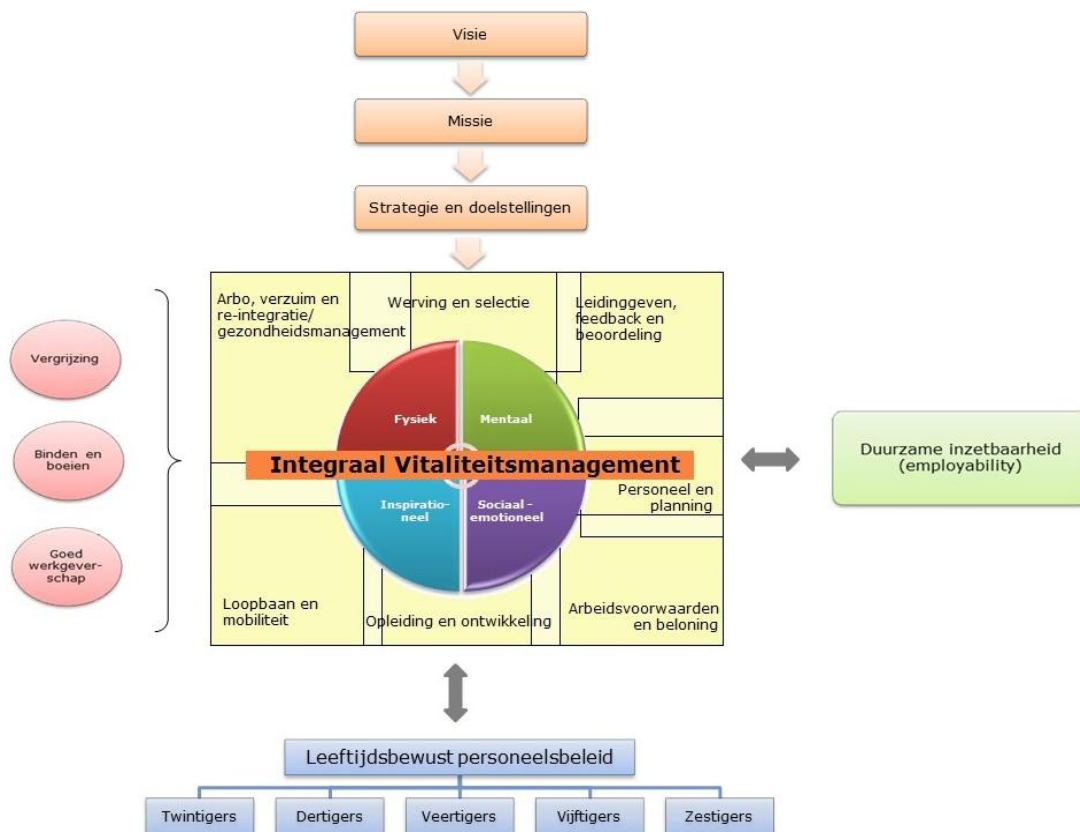 Visie
Missie
Strategie en doelstellingen
Arbo, verzuim en
re-integratie/
gezondheidsmanagement
Werving en selectie
Leidinggeven,
feedback en
beoordeling
Vergrijzing
Binden en
boeien
Goed
werkgever-
schap
Fysiek
Mentaal
Integraal Vitaliteitsmanagement
Inspiratio-
neel
Sociaal -
emotioneel
Personeel en
planning
Loopbaan en
mobiliteit
Opleiding en ontwikkeling
Arbeidsvoorwaarden
en beloning
Duurzame inzetbaarheid
(employability)
Leeftijdsbewust personeelsbeleid
Twintigers
Dertigers
Veertigers
Vijftigers
Zestigers